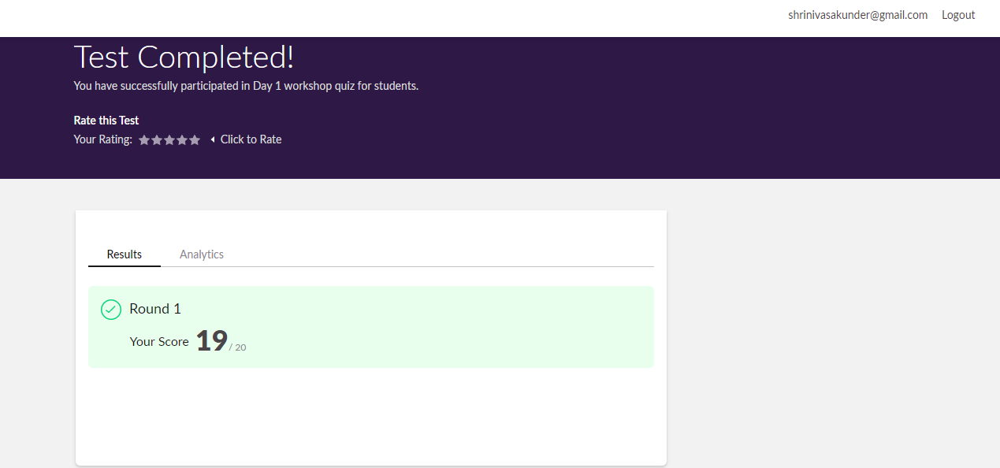 shrinivasakunder@gmail.com Logout
Test Completed!
You have successfully participated in Day 1 workshop quiz for students.
Rate this Test
Your Rating: Click to Rate
Results Analytics
Round 1
Your Score 19 / 20